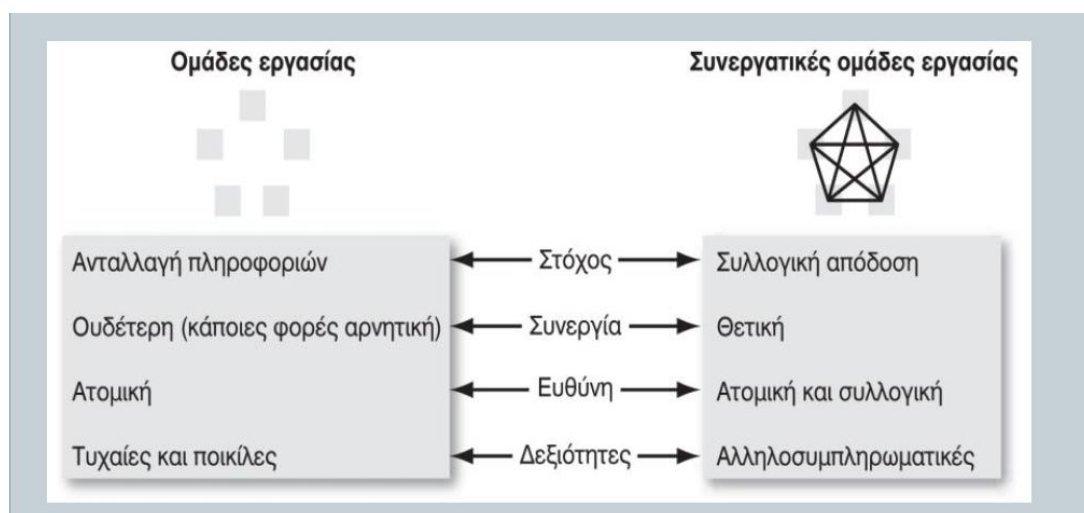 Ομάδες εργασίας
Συνεργατικές ομάδες εργασίας
Ανταλλαγή πληροφοριών Στόχος Συλλογική απόδοση
Ουδέτερη (κάποιες φορές αρνητική) Συνεργία Θετική
Ατομική Ευθύνη Ατομική και συλλογική
Τυχαίες και ποικίλες Δεξιότητες Αλληλοσυμπληρωματικές